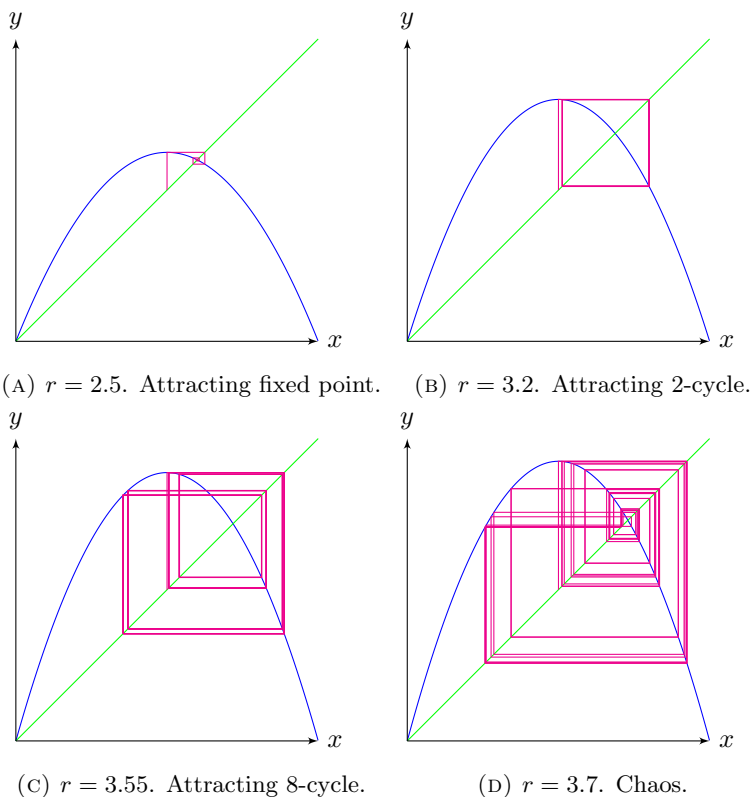 y
y
x
x
(A) r = 2.5. Attracting fixed point.
(B) r = 3.2. Attracting 2-cycle.
y
y
x
x
(C) r = 3.55. Attracting 8-cycle.
(D) r = 3.7. Chaos.